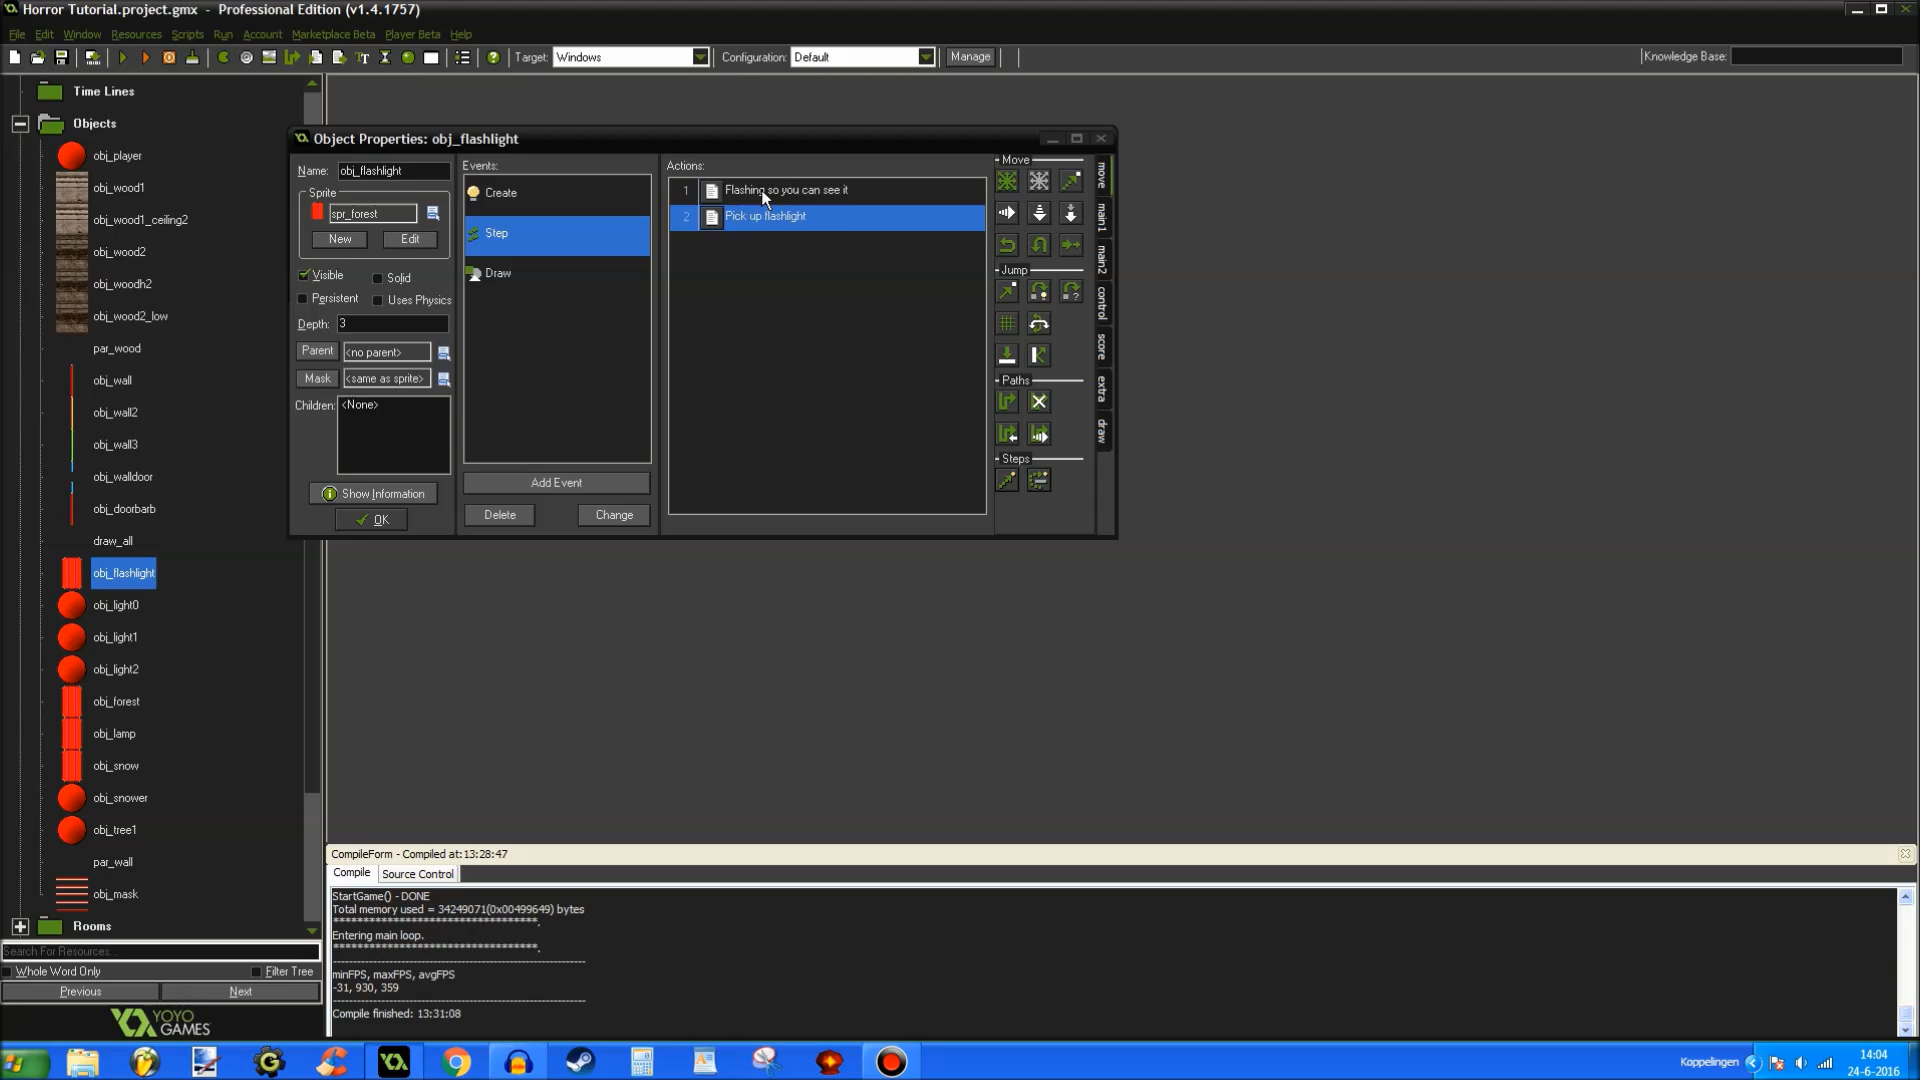 Horror Tutorial.project.gmx  -  Professional Edition (v1.4.1757)
File Edit Window Resources Scripts Run Account Marketplace Beta Player Beta Help
Target: Windows Configuration: Default Manage Knowledge Base:
Time Lines
Objects
obj_player
obj_wood1
obj_wood1_ceiling2
obj_wood2
obj_woodh2
obj_wood2_low
par_wood
obj_wall
obj_wall2
obj_wall3
obj_walldoor
obj_doorbarb
draw_all
obj_flashlight
obj_light0
obj_light1
obj_light2
obj_forest
obj_lamp
obj_snow
obj_snower
obj_tree1
par_wall
obj_mask
Rooms
Search For Resources...
Whole Word Only Filter Tree
Previous Next
YOYO
GAMES
Object Properties: obj_flashlight
Name: obj_flashlight
Sprite
spr_forest
New Edit
Visible Solid
Persistent Uses Physics
Depth: 3
Parent <no parent>
Mask <same as sprite>
Children: <None>
Show Information
OK
Events:
Create
Step
Draw
Add Event
Delete Change
Actions:
1 Flashing so you can see it
2 Pick up flashlight
Move
Jump
Paths
Steps
move
main1
main2
control
score
extra
draw
CompileForm - Compiled at:13:28:47
Compile Source Control
StartGame() - DONE
Total memory used = 34249071(0x00499649) bytes
***********************************.
Entering main loop.
***********************************.
minFPS, maxFPS, avgFPS
-31, 930, 359
Compile finished: 13:31:08
Koppelingen
14:04
24-6-2016